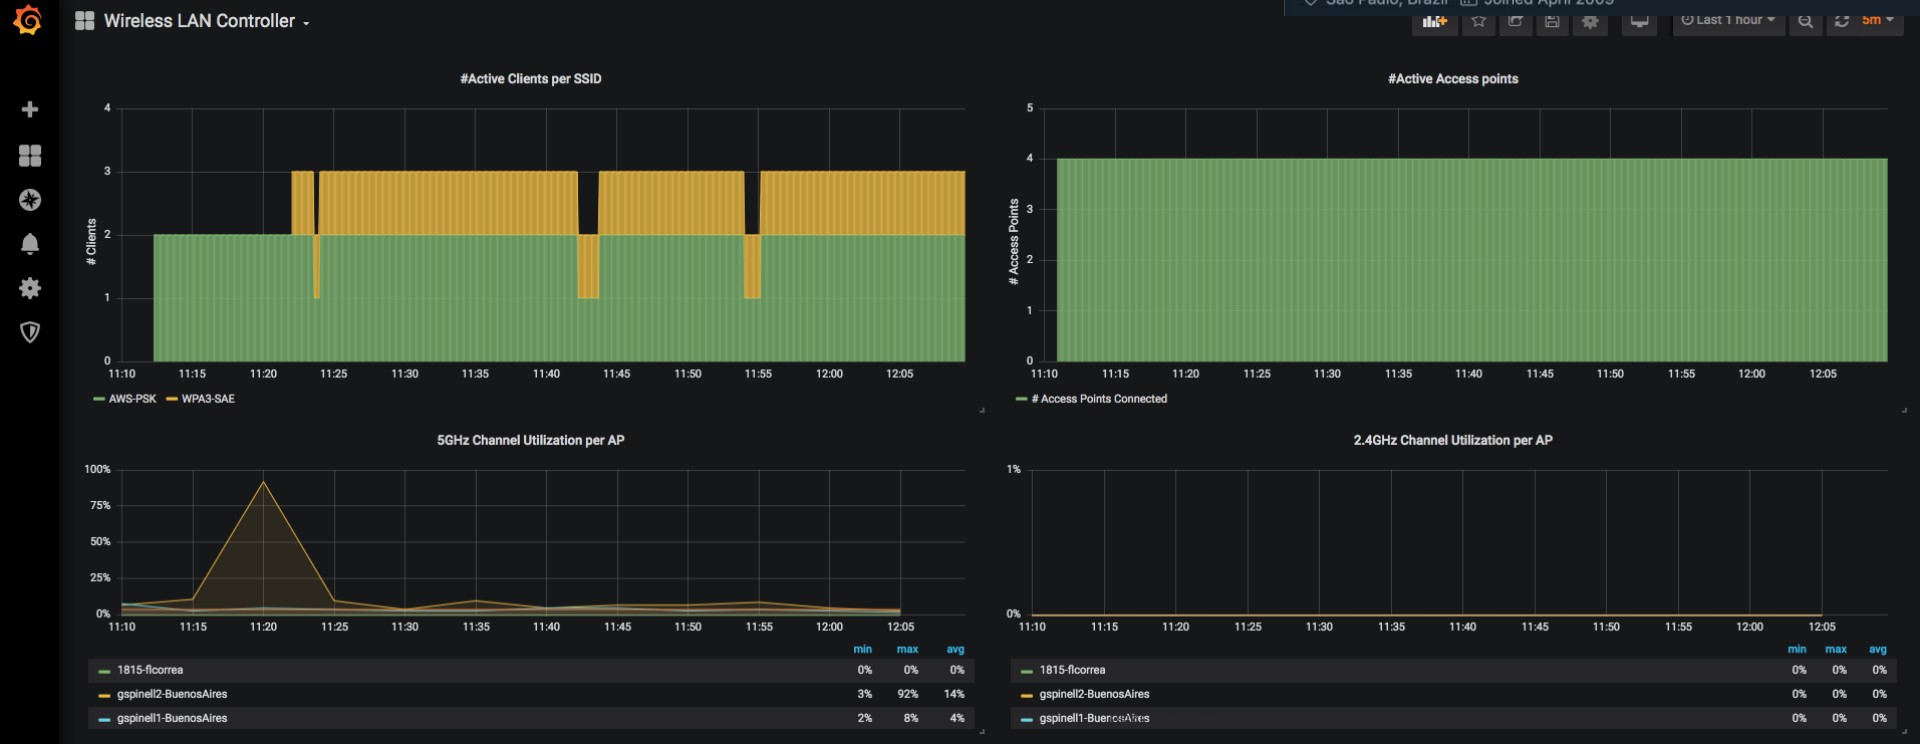 São Paulo, Brazil Joined April 2009
Wireless LAN Controller
Last 1 hour 5m
#Active Clients per SSID
4
3
2
1
0
# Clients
11:10 11:15 11:20 11:25 11:30 11:35 11:40 11:45 11:50 11:55 12:00 12:05
AWS-PSK WPA3-SAE
#Active Access points
5
4
3
2
1
0
# Access Points
11:10 11:15 11:20 11:25 11:30 11:35 11:40 11:45 11:50 11:55 12:00 12:05
# Access Points Connected
5GHz Channel Utilization per AP
100%
75%
50%
25%
0%
11:10 11:15 11:20 11:25 11:30 11:35 11:40 11:45 11:50 11:55 12:00 12:05
min max avg
1815-flcorrea 0% 0% 0%
gspinell2-BuenosAires 3% 92% 14%
gspinell1-BuenosAires 2% 8% 4%
2.4GHz Channel Utilization per AP
1%
0%
11:10 11:15 11:20 11:25 11:30 11:35 11:40 11:45 11:50 11:55 12:00 12:05
min max avg
1815-flcorrea 0% 0% 0%
gspinell2-BuenosAires 0% 0% 0%
gspinell1-BuenosAires 0% 0% 0%